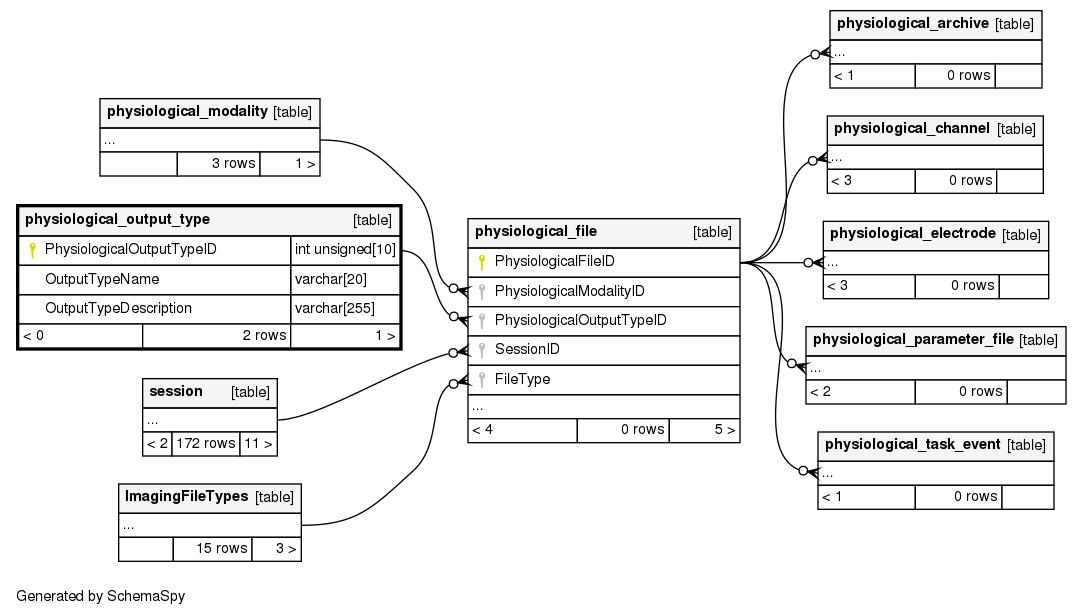 physiological_modality [table]
...
3 rows 1 >
physiological_output_type [table]
PhysiologicalOutputTypeID int unsigned[10]
OutputTypeName varchar[20]
OutputTypeDescription varchar[255]
< 0 2 rows 1 >
session [table]
...
< 2 172 rows 11 >
ImagingFileTypes [table]
...
15 rows 3 >
physiological_file [table]
PhysiologicalFileID
PhysiologicalModalityID
PhysiologicalOutputTypeID
SessionID
FileType
...
< 4 0 rows 5 >
physiological_archive [table]
...
< 1 0 rows
physiological_channel [table]
...
< 3 0 rows
physiological_electrode [table]
...
< 3 0 rows
physiological_parameter_file [table]
...
< 2 0 rows
physiological_task_event [table]
...
< 1 0 rows
Generated by SchemaSpy